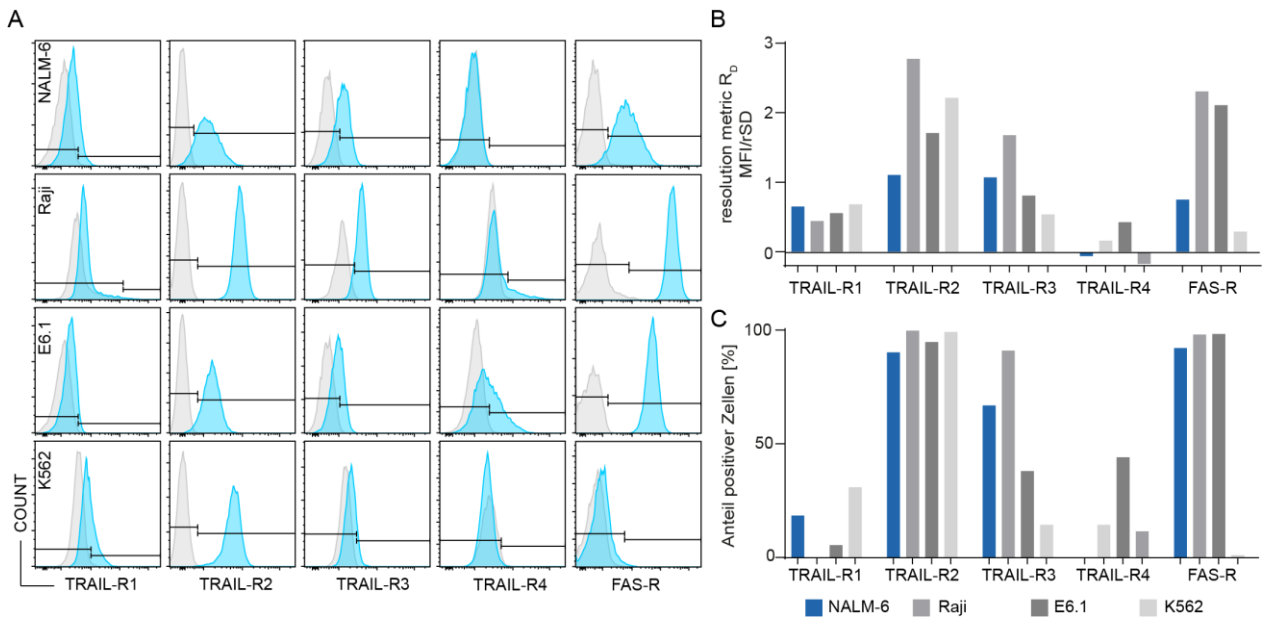 A
NALM-6
Raji
E6.1
K562
COUNT
TRAIL-R1 TRAIL-R2 TRAIL-R3 TRAIL-R4 FAS-R
B
resolution metric R_D
MFI/rSD
3
2
1
0
TRAIL-R1 TRAIL-R2 TRAIL-R3 TRAIL-R4 FAS-R
C
Anteil positiver Zellen [%]
100
50
0
TRAIL-R1 TRAIL-R2 TRAIL-R3 TRAIL-R4 FAS-R
NALM-6 Raji E6.1 K562